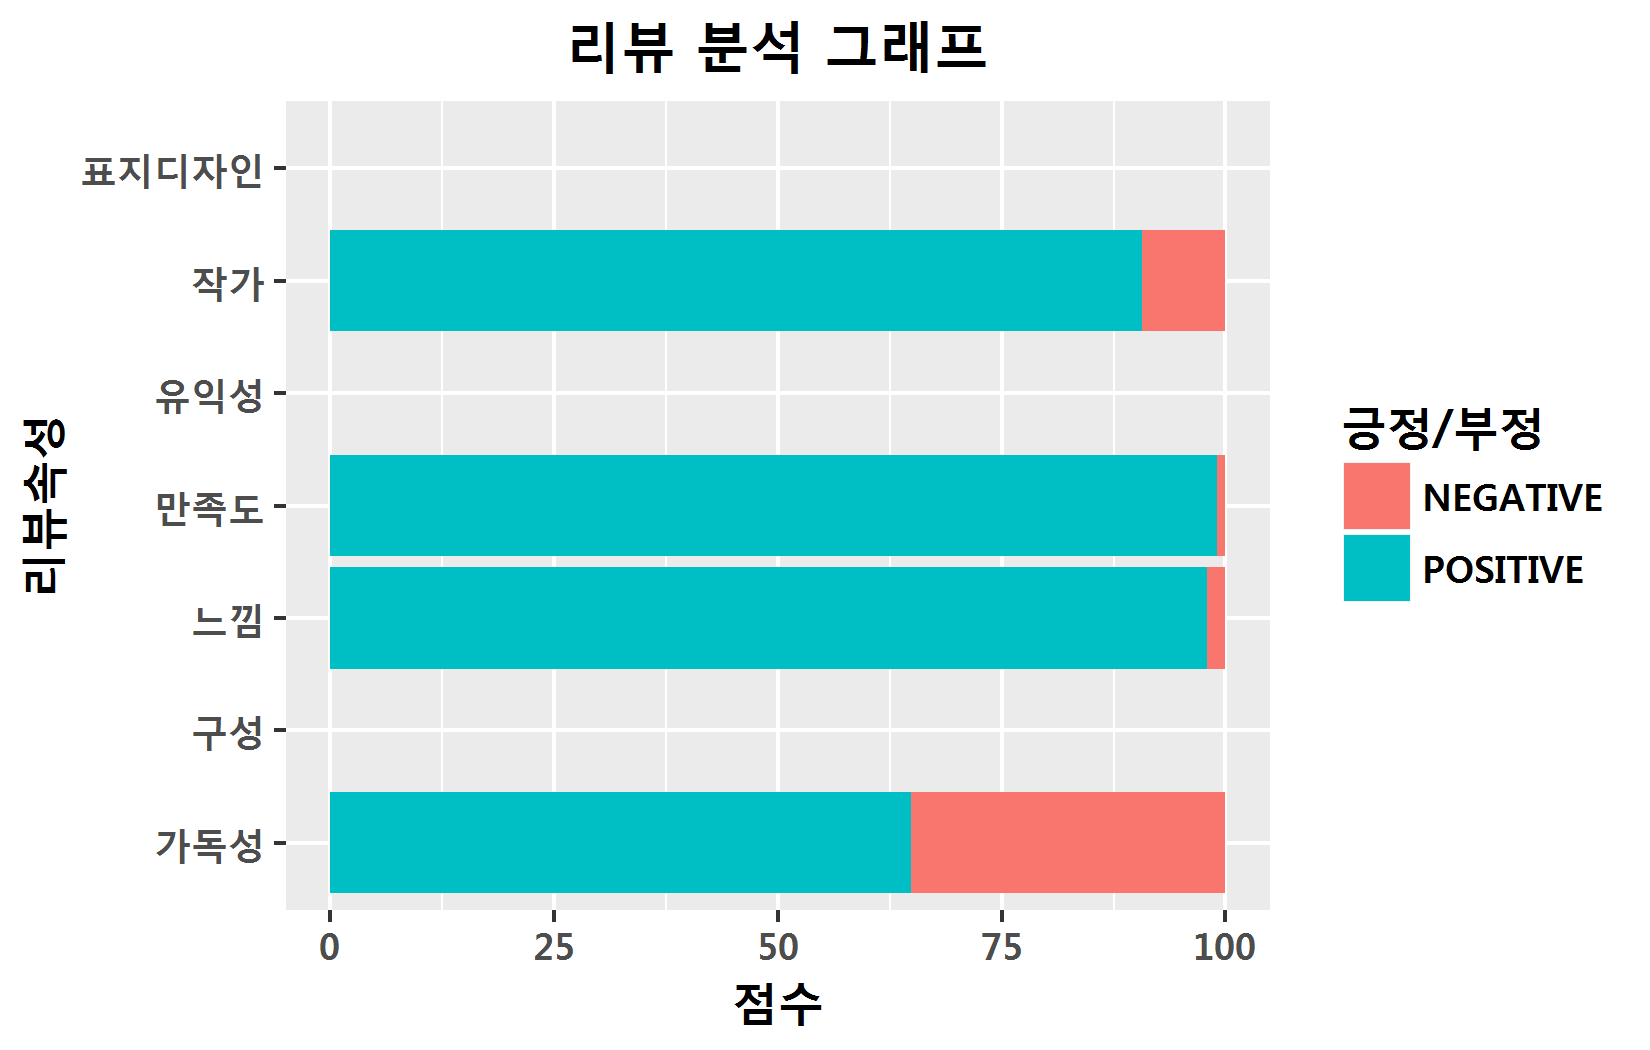 리뷰 분석 그래프
표지디자인
작가
유익성
만족도
느낌
구성
가독성
리뷰속성
0 25 50 75 100
점수
긍정/부정
NEGATIVE
POSITIVE